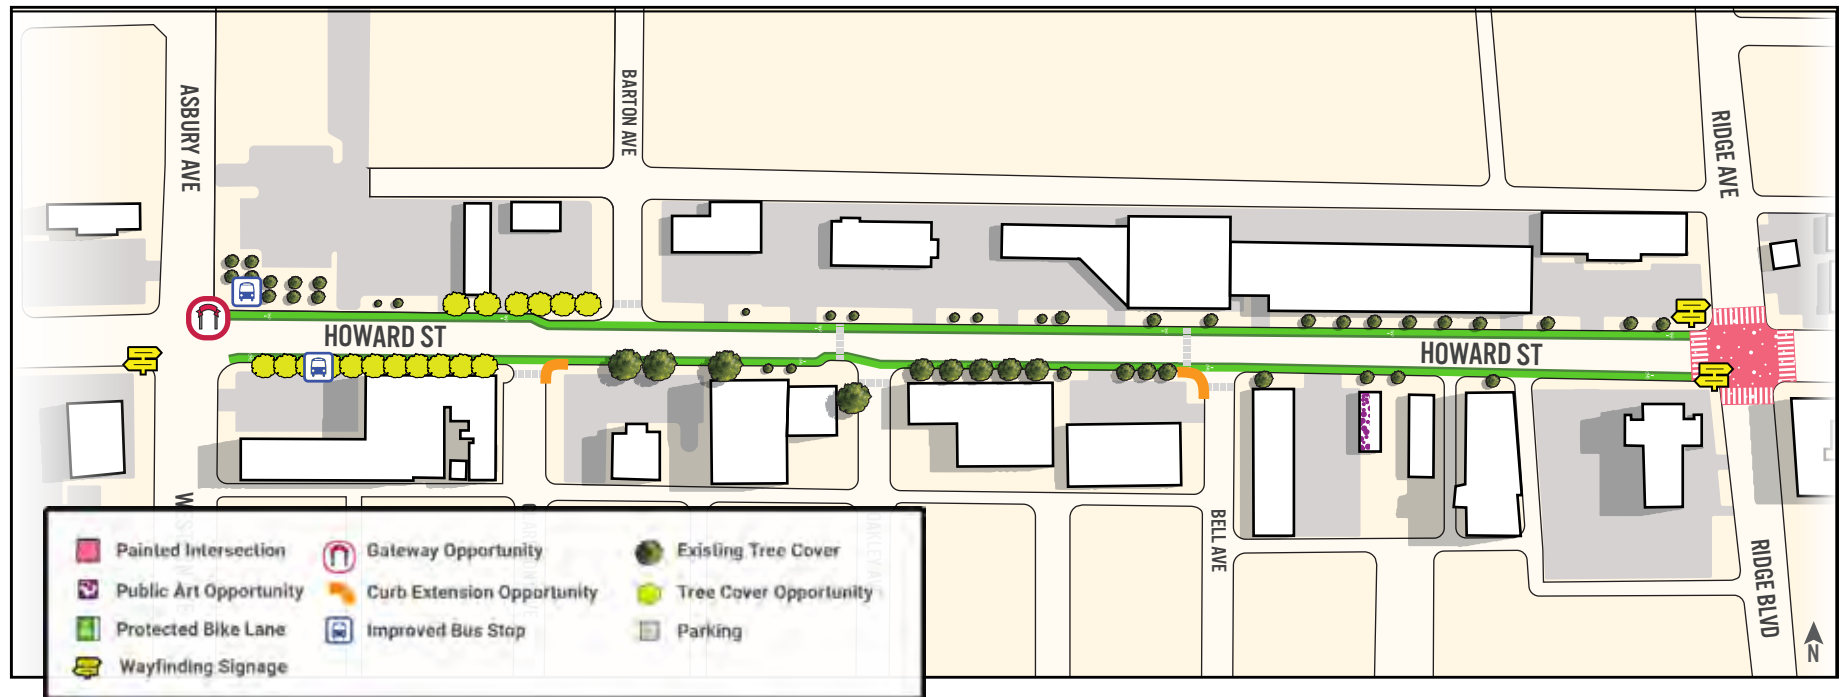 ASBURY AVE
BARTON AVE
RIDGE AVE
HOWARD ST
HOWARD ST
BELL AVE
RIDGE BLVD
N
Painted Intersection
Public Art Opportunity
Protected Bike Lane
Wayfinding Signage
Gateway Opportunity
Curb Extension Opportunity
Improved Bus Stop
Existing Tree Cover
Tree Cover Opportunity
Parking
OAKLEY AV